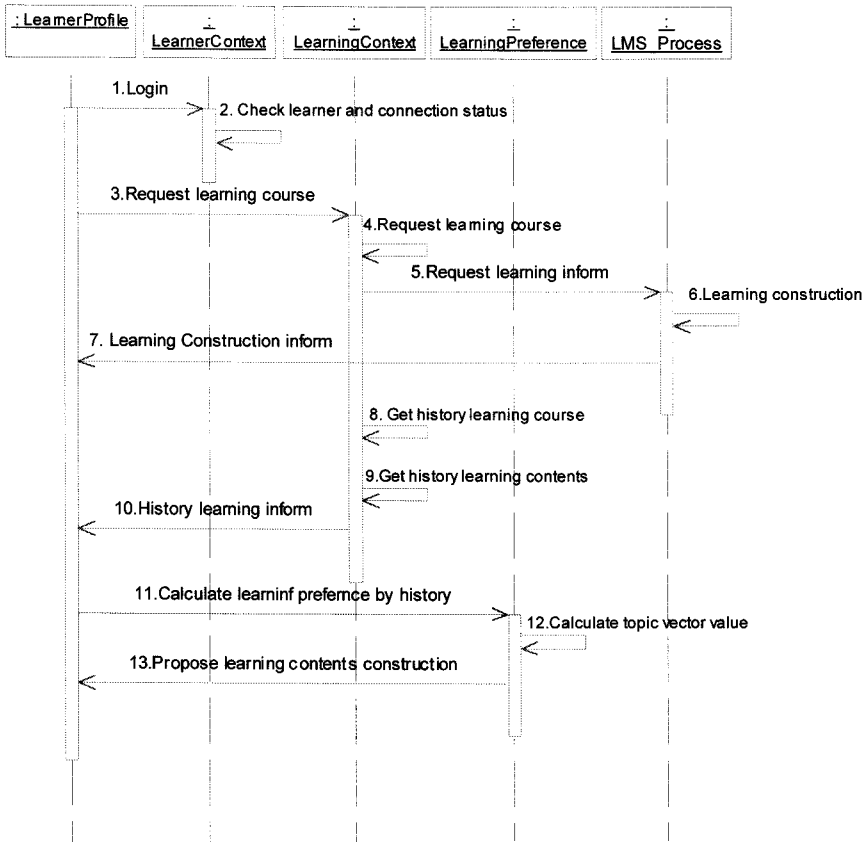 : LearnerProfile
:
LearnerContext
:
LearningContext
:
LearningPreference
:
LMS_Process
1.Login
2. Check learner and connection status
3.Request learning course
4.Request learning course
5.Request learning inform
6.Learning construction
7. Learning Construction inform
8. Get history learning course
9.Get history learning contents
10.History learning inform
11.Calculate learninf prefernce by history
12.Calculate topic vector value
13.Propose learning contents construction